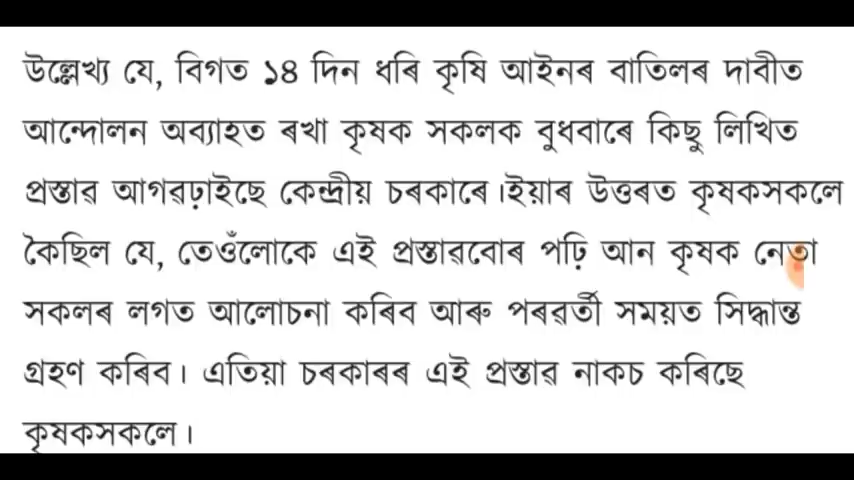 উল্লেখ্য যে, বিগত ১৪ দিন ধৰি কৃষি আইনৰ বাতিলৰ দাবীত
আন্দোলন অব্যাহত ৰখা কৃষক সকলক বুধবাৰে কিছু লিখিত
প্ৰস্তাৱ আগৱঢ়াইছে কেন্দ্ৰীয় চৰকাৰে।ইয়াৰ উত্তৰত কৃষকসকলে
কৈছিল যে, তেওঁলোকে এই প্ৰস্তাৱবোৰ পঢ়ি আন কৃষক নেতা
সকলৰ লগত আলোচনা কৰিব আৰু পৰৱৰ্তী সময়ত সিদ্ধান্ত
গ্ৰহণ কৰিব। এতিয়া চৰকাৰৰ এই প্ৰস্তাৱ নাকচ কৰিছে
কৃষকসকলে।